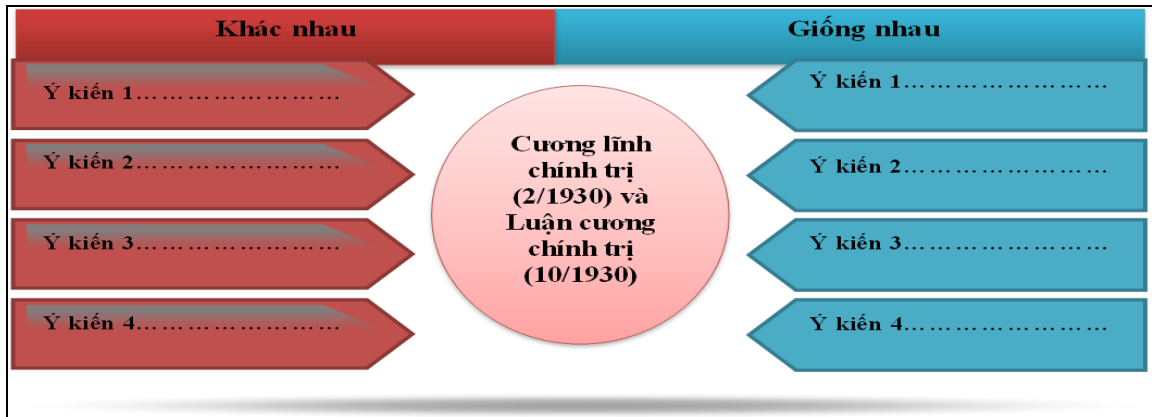 Khác nhau
Giống nhau
Ý kiến 1……………………
Ý kiến 2……………………
Ý kiến 3……………………
Ý kiến 4……………………
Cương lĩnh
chính trị
(2/1930) và
Luận cương
chính trị
(10/1930)
Ý kiến 1……………………
Ý kiến 2……………………
Ý kiến 3……………………
Ý kiến 4……………………